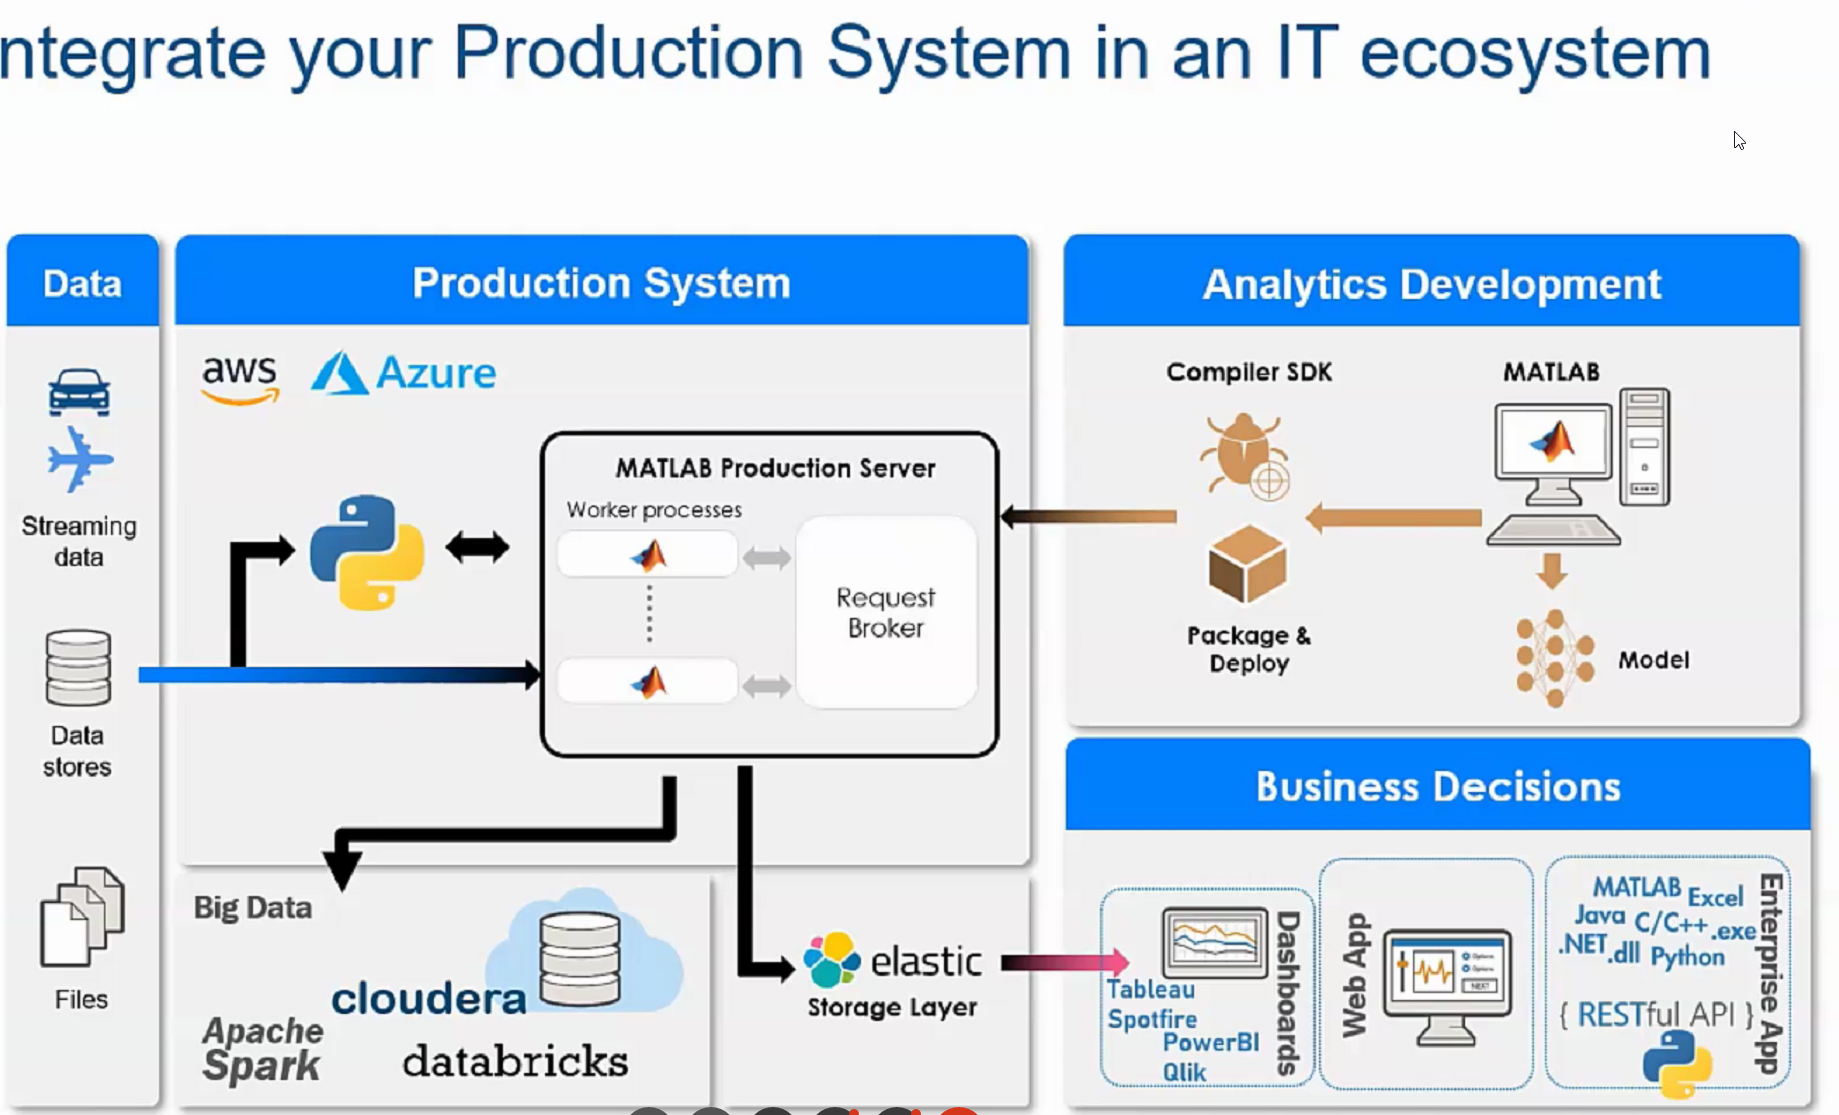 ntegrate your Production System in an IT ecosystem
Data
Streaming
data
Data
stores
Files
Production System
aws
Azure
MATLAB Production Server
Worker processes
Request
Broker
Big Data
cloudera
Apache
Spark
databricks
elastic
Storage Layer
Analytics Development
Compiler SDK
MATLAB
Package &
Deploy
Model
Business Decisions
Tableau
Spotfire
PowerBI
Qlik
Dashboards
Web App
Options
Options
NEXT
MATLAB Excel
Java C/C++ .exe
.NET .dll Python
{ RESTful API }
Enterprise App